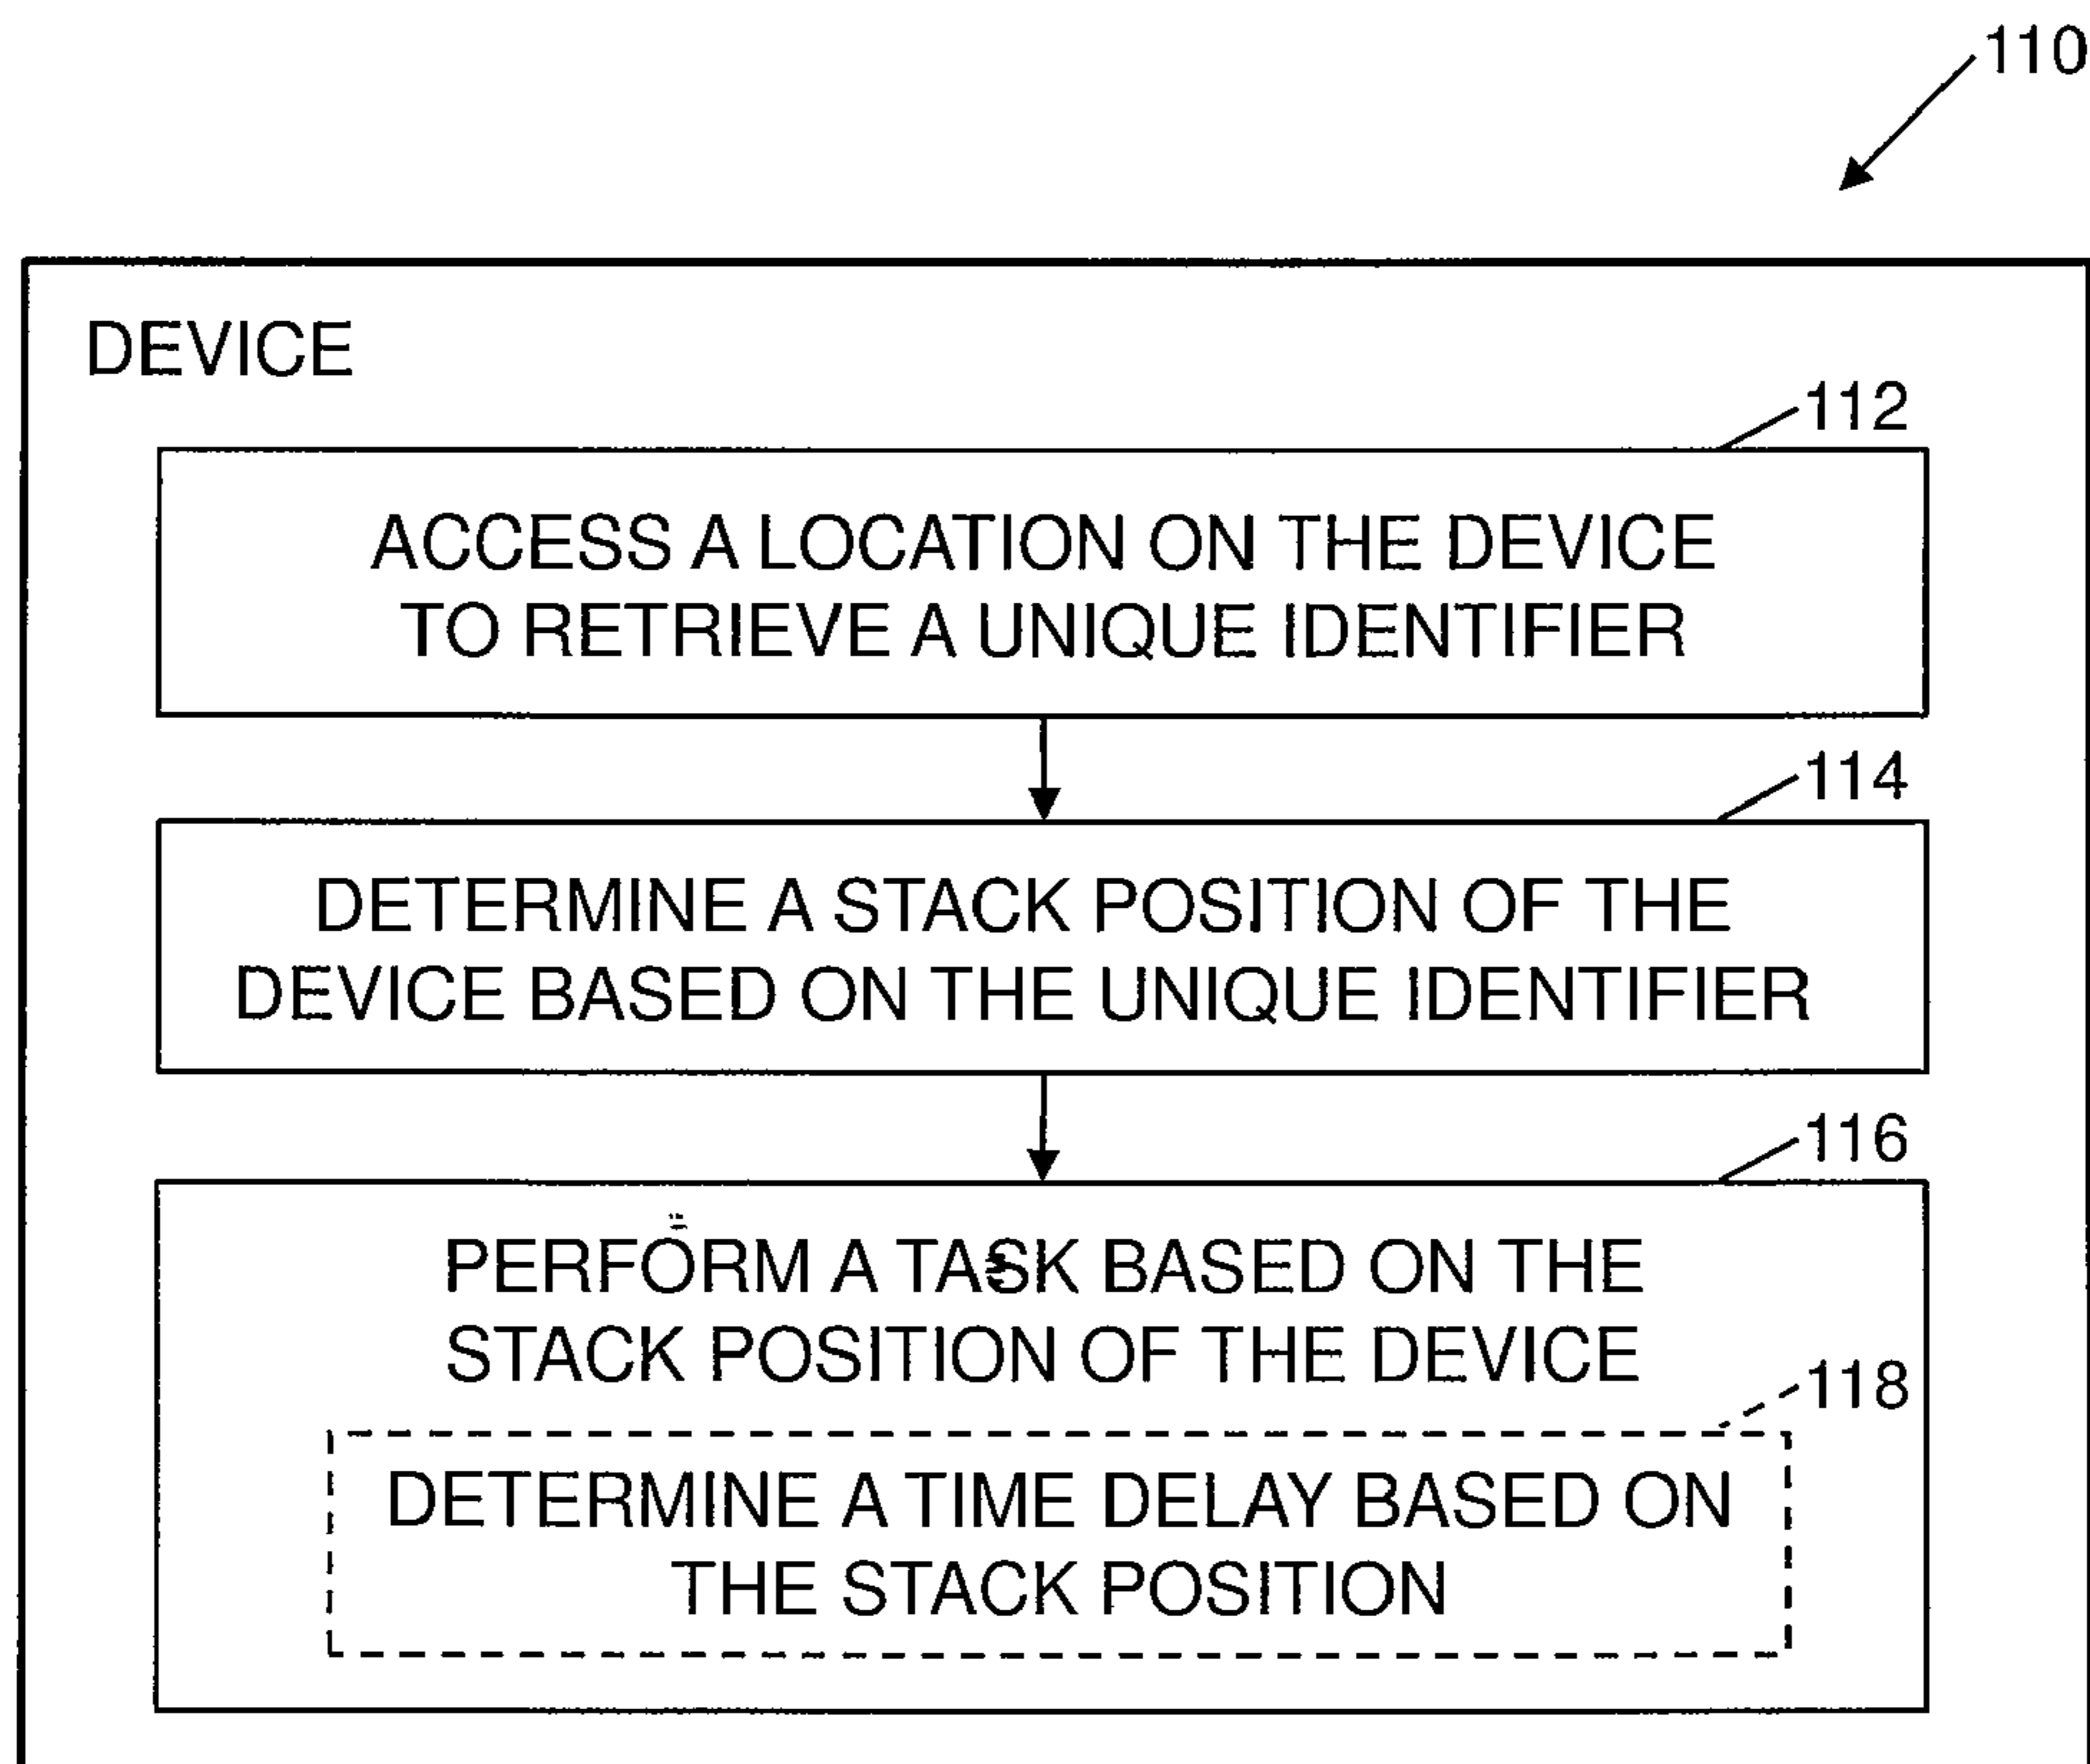 110
DEVICE
112
ACCESS A LOCATION ON THE DEVICE
TO RETRIEVE A UNIQUE IDENTIFIER
114
DETERMINE A STACK POSITION OF THE
DEVICE BASED ON THE UNIQUE IDENTIFIER
116
PERFORM A TASK BASED ON THE
STACK POSITION OF THE DEVICE
118
DETERMINE A TIME DELAY BASED ON
THE STACK POSITION